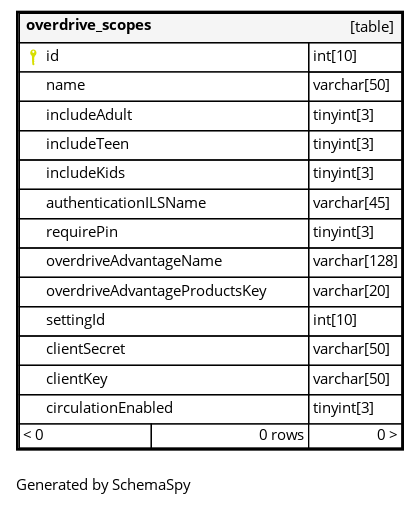 overdrive_scopes [table]
id int[10]
name varchar[50]
includeAdult tinyint[3]
includeTeen tinyint[3]
includeKids tinyint[3]
authenticationILSName varchar[45]
requirePin tinyint[3]
overdriveAdvantageName varchar[128]
overdriveAdvantageProductsKey varchar[20]
settingId int[10]
clientSecret varchar[50]
clientKey varchar[50]
circulationEnabled tinyint[3]
< 0 0 rows 0 >
Generated by SchemaSpy